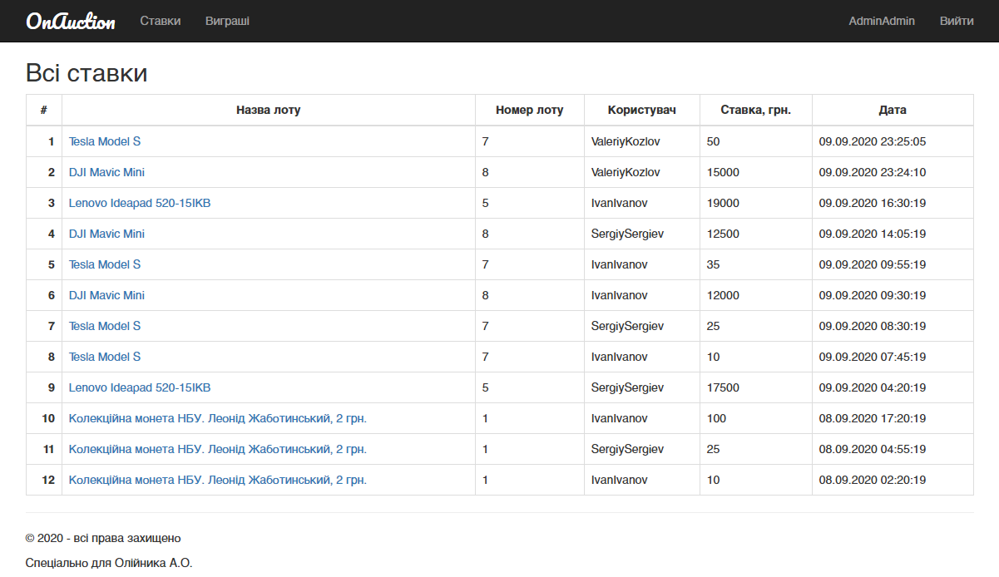 OnAuction Ставки Виграші AdminAdmin Вийти
Всі ставки
# Назва лоту Номер лоту Користувач Ставка, грн. Дата
1 Tesla Model S 7 ValeriyKozlov 50 09.09.2020 23:25:05
2 DJI Mavic Mini 8 ValeriyKozlov 15000 09.09.2020 23:24:10
3 Lenovo Ideapad 520-15IKB 5 IvanIvanov 19000 09.09.2020 16:30:19
4 DJI Mavic Mini 8 SergiySergiev 12500 09.09.2020 14:05:19
5 Tesla Model S 7 IvanIvanov 35 09.09.2020 09:55:19
6 DJI Mavic Mini 8 IvanIvanov 12000 09.09.2020 09:30:19
7 Tesla Model S 7 SergiySergiev 25 09.09.2020 08:30:19
8 Tesla Model S 7 IvanIvanov 10 09.09.2020 07:45:19
9 Lenovo Ideapad 520-15IKB 5 SergiySergiev 17500 09.09.2020 04:20:19
10 Колекційна монета НБУ. Леонід Жаботинський, 2 грн. 1 IvanIvanov 100 08.09.2020 17:20:19
11 Колекційна монета НБУ. Леонід Жаботинський, 2 грн. 1 SergiySergiev 25 08.09.2020 04:55:19
12 Колекційна монета НБУ. Леонід Жаботинський, 2 грн. 1 IvanIvanov 10 08.09.2020 02:20:19
© 2020 - всі права захищено
Спеціально для Олійника А.О.